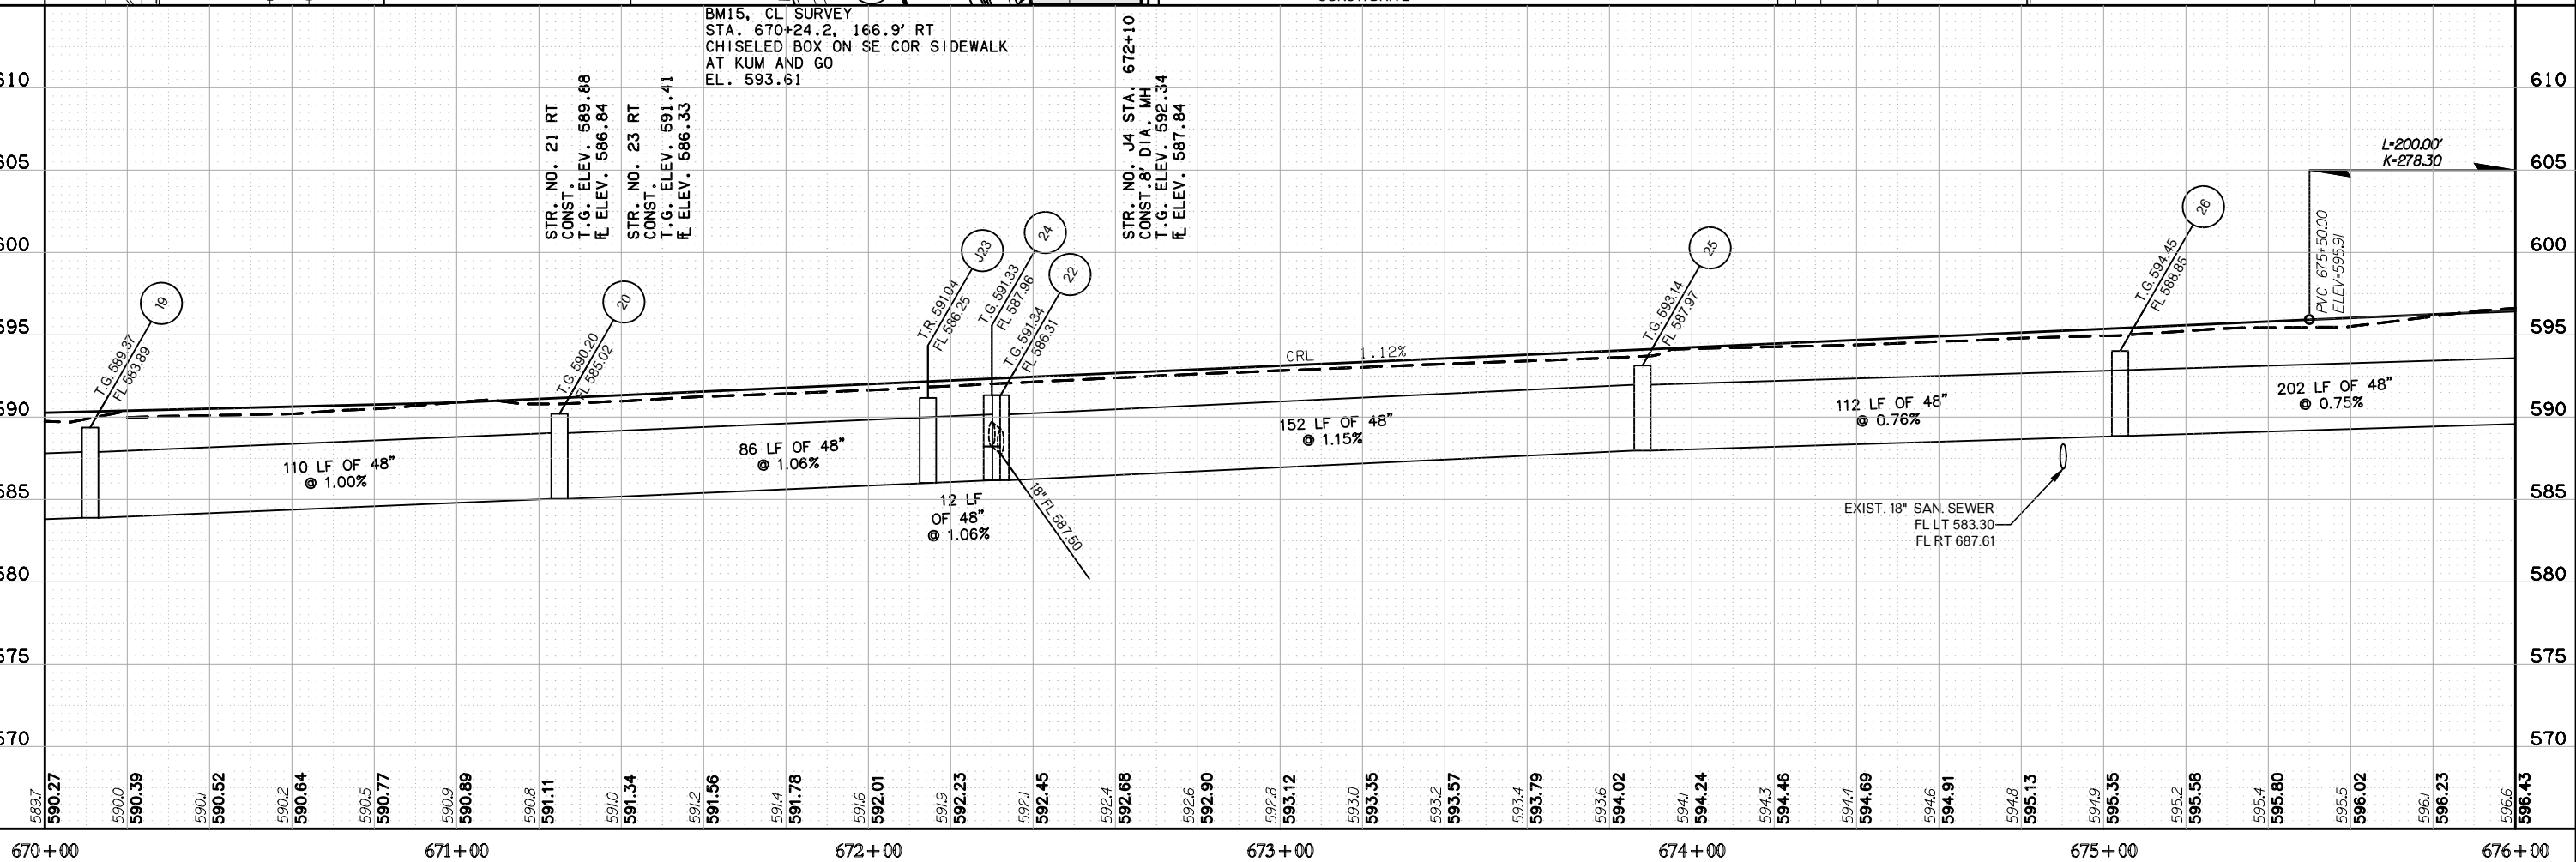 BM15, CL SURVEY
STA. 670+24.2, 166.9' RT
CHISELED BOX ON SE COR SIDEWALK
AT KUM AND GO
EL. 593.61
STR. NO. 21 RT
CONST.
T.G. ELEV. 589.88
FL ELEV. 586.84
STR. NO. 23 RT
CONST.
T.G. ELEV. 591.41
FL ELEV. 586.33
STR. NO. J4 STA. 672+10
CONST.8' DIA. MH
T.G. ELEV. 592.34
FL ELEV. 587.84
610
605
600
595
590
585
580
575
570
610
605
600
595
590
585
580
575
570
L=200.00'
K=278.30
PVC 675+50.00
ELEV=595.91
19
T.G. 589.37
FL 583.89
20
T.G. 590.20
FL 585.02
J23
T.R. 591.04
FL 586.25
24
T.G. 591.33
FL 587.96
22
T.G. 591.34
FL 586.31
25
T.G. 593.14
FL 587.97
26
T.G. 594.45
FL 588.85
CRL 1.12%
110 LF OF 48"
@ 1.00%
86 LF OF 48"
@ 1.06%
12 LF
OF 48"
@ 1.06%
18" FL 587.50
152 LF OF 48"
@ 1.15%
112 LF OF 48"
@ 0.76%
202 LF OF 48"
@ 0.75%
EXIST. 18" SAN. SEWER
FL LT 583.30
FL RT 687.61
589.7
590.27
590.0
590.39
590.1
590.52
590.2
590.64
590.5
590.77
590.89
590.8
591.11
591.0
591.34
591.2
591.56
591.4
591.78
591.6
592.01
591.9
592.23
592.1
592.45
592.4
592.68
592.6
592.90
592.8
593.12
593.0
593.35
593.2
593.57
593.4
593.79
593.6
594.02
594.1
594.24
594.3
594.46
594.4
594.69
594.6
594.91
594.8
595.13
594.9
595.35
595.2
595.58
595.4
595.80
595.5
596.02
596.1
596.23
596.6
596.43
670+00
671+00
672+00
673+00
674+00
675+00
676+00